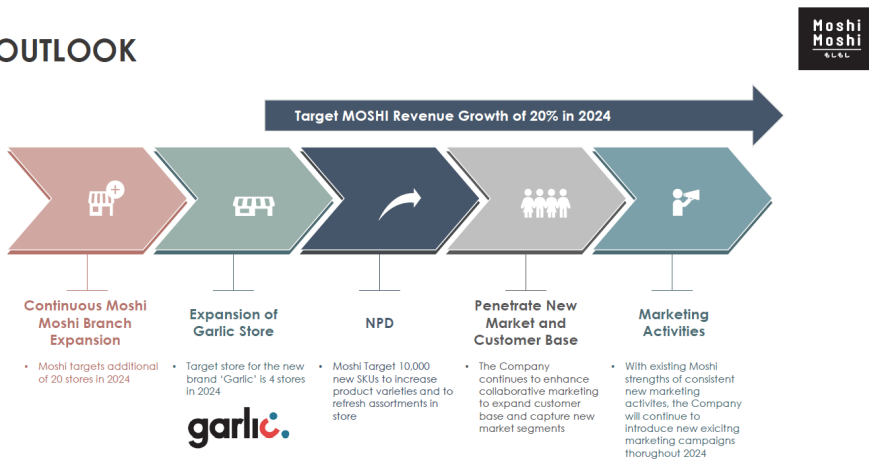 OUTLOOK
Moshi
Moshi
もしもし
Target MOSHI Revenue Growth of 20% in 2024
Continuous Moshi
Moshi Branch
Expansion
• Moshi targets additional
of 20 stores in 2024
Expansion of
Garlic Store
• Target store for the new
brand ‘Garlic’ is 4 stores
in 2024
garlic
NPD
• Moshi Target 10,000
new SKUs to increase
product varieties and to
refresh assortments in
store
Penetrate New
Market and
Customer Base
• The Company
continues to enhance
collaborative marketing
to expand customer
base and capture new
market segments
Marketing
Activities
• With existing Moshi
strengths of consistent
new marketing
activites, the Company
will continue to
introduce new exicitng
marketing campaigns
thorughout 2024